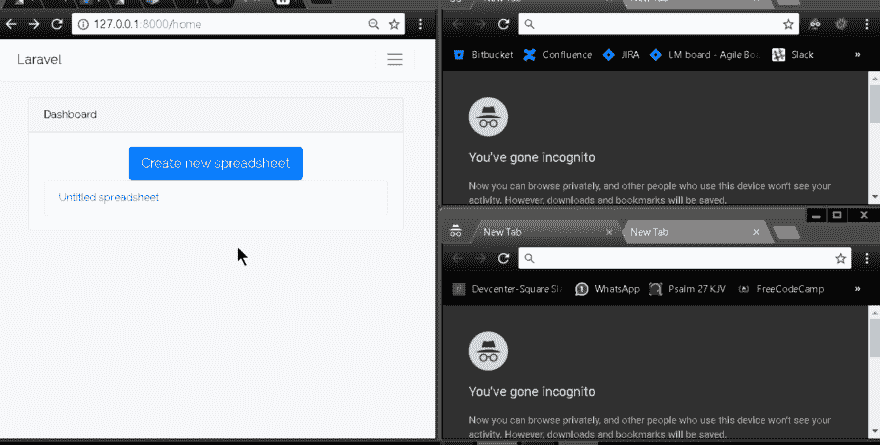 127.0.0.1:8000/home
Laravel
Dashboard
Create new spreadsheet
Untitled spreadsheet
New Tab
Bitbucket Confluence JIRA LM board - Agile Bo Slack »
You've gone incognito
Now you can browse privately, and other people who use this device won't see your
activity. However, downloads and bookmarks will be saved.
New Tab New Tab
Devcenter-Square Sl WhatsApp Psalm 27 KJV FreeCodeCamp »
You've gone incognito
Now you can browse privately, and other people who use this device won't see your
activity. However, downloads and bookmarks will be saved.